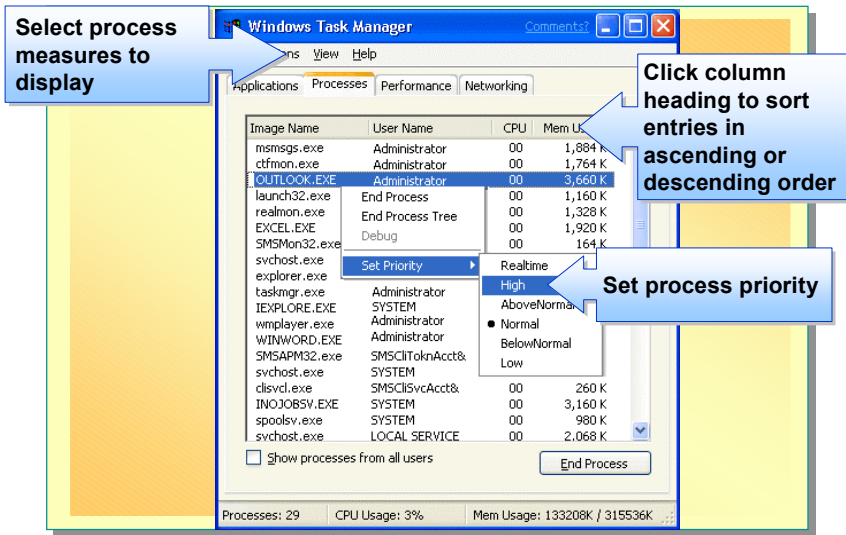 Select process
measures to
display
Windows Task Manager
Comments?
View Help
Applications Processes Performance Networking
Click column
heading to sort
entries in
ascending or
descending order
Image Name User Name CPU
msmsgs.exe Administrator 00 1,884 K
ctfmon.exe Administrator 00 1,764 K
OUTLOOK.EXE Administrator 00 3,660 K
launch32.exe 00 1,160 K
realmon.exe 00 1,328 K
EXCEL.EXE 00 1,920 K
SMSMon32.exe 00 164 K
svchost.exe
explorer.exe
taskmgr.exe Administrator
IEXPLORE.EXE SYSTEM
wmplayer.exe Administrator
WINWORD.EXE Administrator
SMSAPM32.exe SMSCliToknAcct&
svchost.exe SYSTEM
clisvcl.exe SMSCliSvcAcct& 00 260 K
INOJOBSV.EXE SYSTEM 00 3,160 K
spoolsv.exe SYSTEM 00 980 K
svchost.exe LOCAL SERVICE 00 2,068 K
End Process
End Process Tree
Debug
Set Priority
Realtime
High
AboveNormal
Normal
BelowNormal
Low
Set process priority
Show processes from all users
End Process
Processes: 29 CPU Usage: 3% Mem Usage: 133208K / 315536K